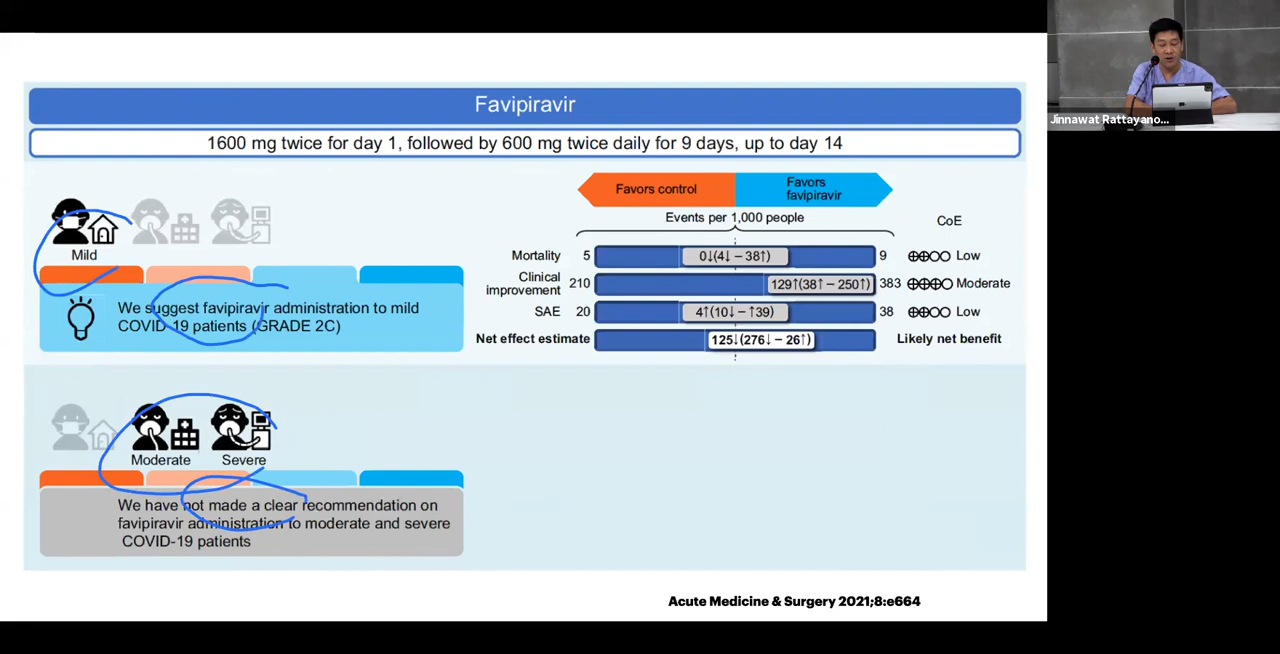 Jinnawat Rattayano...
Favipiravir
1600 mg twice for day 1, followed by 600 mg twice daily for 9 days, up to day 14
Mild
We suggest favipiravir administration to mild
COVID-19 patients (GRADE 2C)
Favors control
Favors
favipiravir
Events per 1,000 people
CoE
Mortality 5 0↓(4↓ – 38↑) 9 Low
Clinical
improvement 210 129↑(38↑ – 250↑) 383 Moderate
SAE 20 4↑(10↓ – ↑39) 38 Low
Net effect estimate 125↓(276↓ – 26↑) Likely net benefit
Moderate Severe
We have not made a clear recommendation on
favipiravir administration to moderate and severe
COVID-19 patients
Acute Medicine & Surgery 2021;8:e664